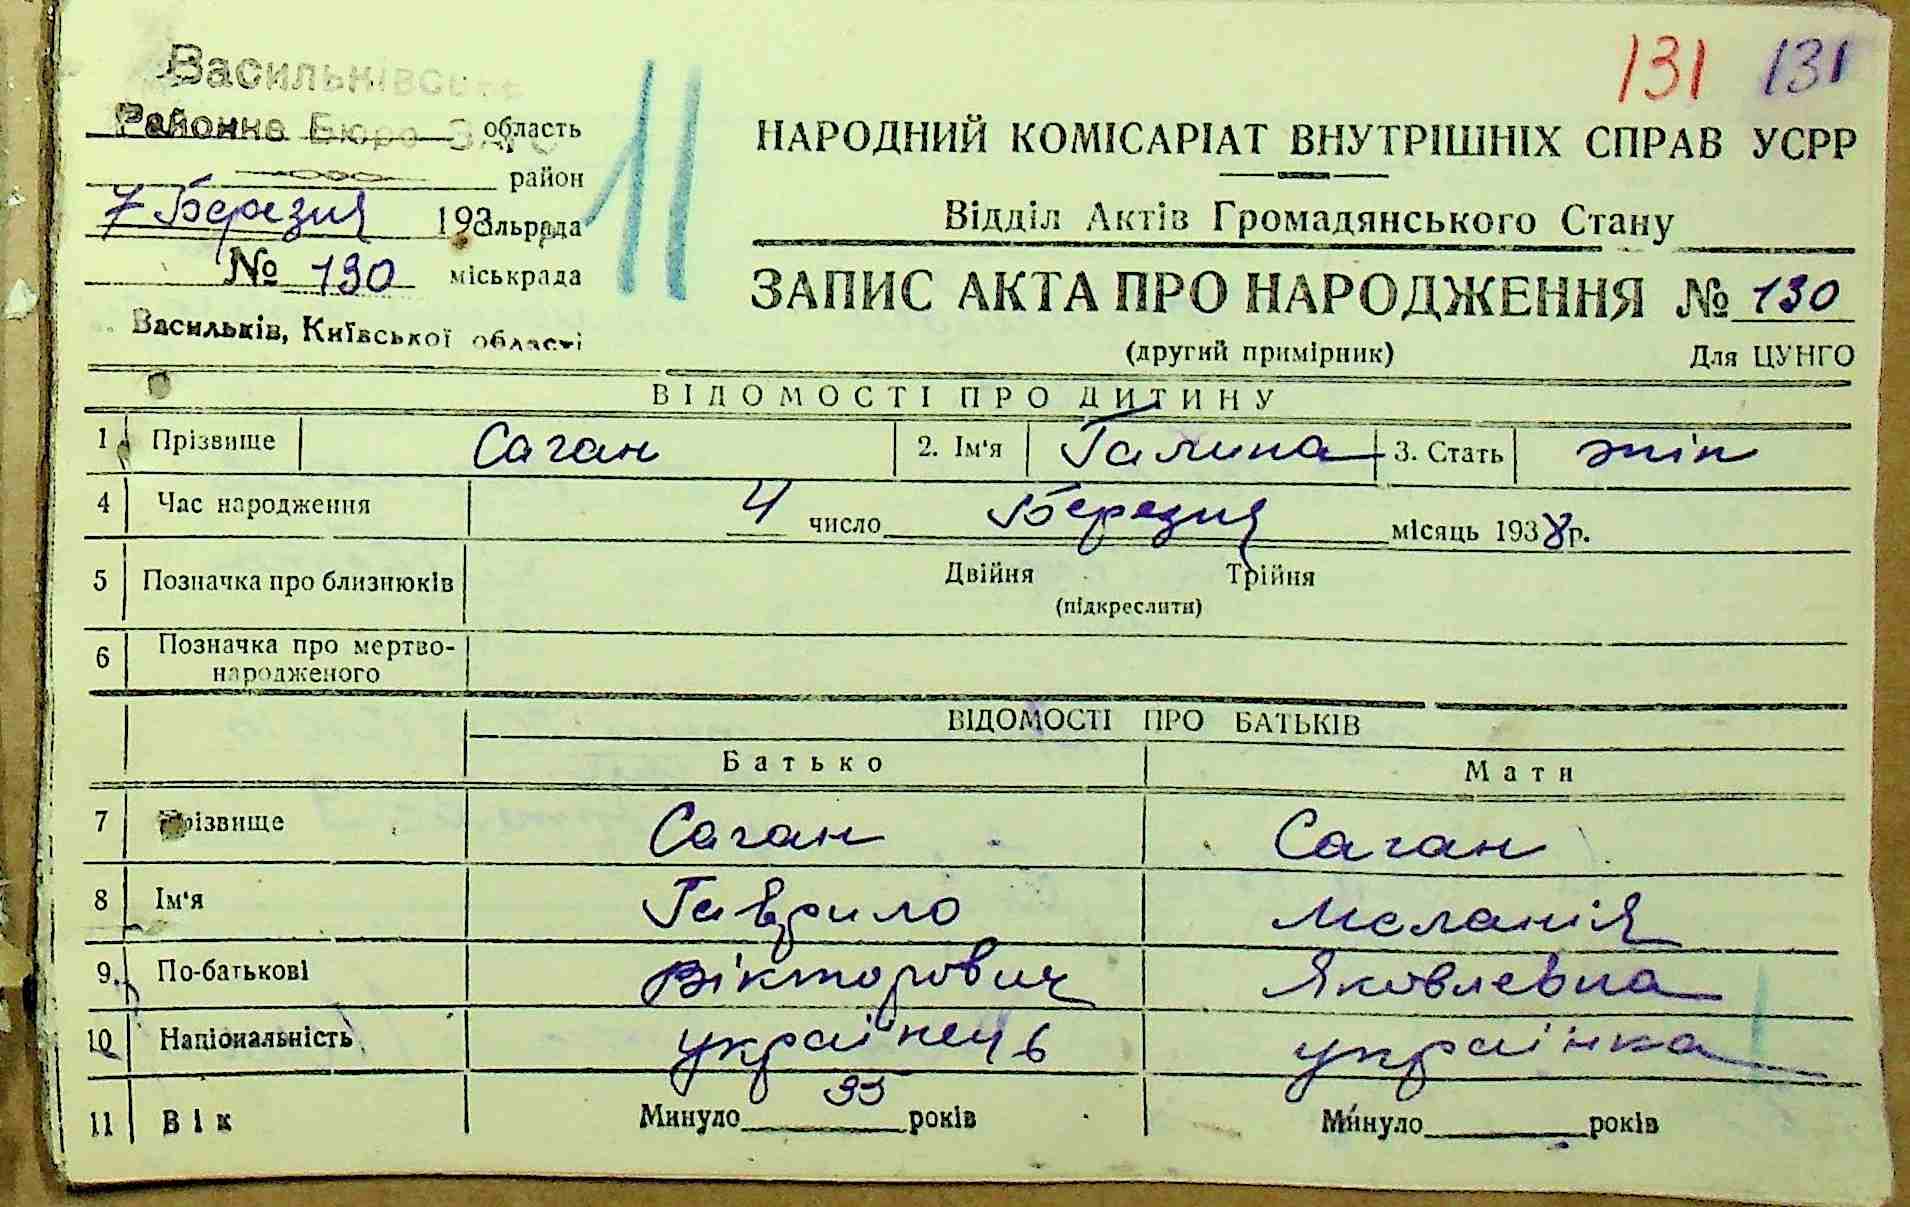 131 131
Васильківське
Районне Бюро ЗАГС область
район
7 Березня 193 льрада
№ 130 міськрада
Васильків, Київської області
11
НАРОДНИЙ КОМІСАРІАТ ВНУТРІШНІХ СПРАВ УСРР
Відділ Актів Громадянського Стану
ЗАПИС АКТА ПРО НАРОДЖЕННЯ № 130
(другий примірник) Для ЦУНГО
ВІДОМОСТІ ПРО ДИТИНУ
1 Прізвище Саган 2. Ім'я Галина 3. Стать жін
4 Час народження 4 число Березня місяць 1938 р.
5 Позначка про близнюків Двійня Трійня
(підкреслити)
6 Позначка про мертво-
народженого
ВІДОМОСТІ ПРО БАТЬКІВ
Батько Мати
7 Прізвище Саган Саган
8 Ім'я Гаврило Меланія
9. По-батькові Вікторович Яковлевна
10 Національність українець українка
11 Вік Минуло 35 років Минуло років